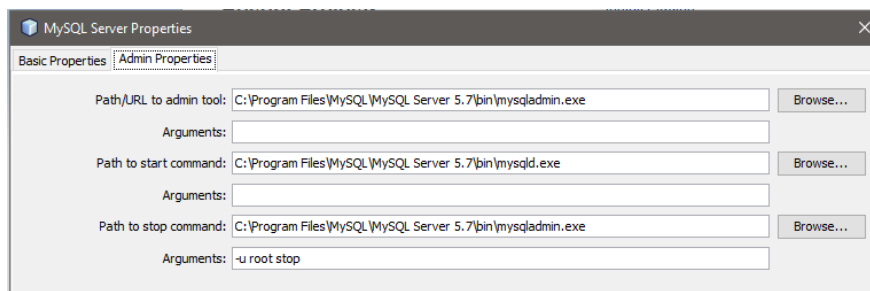 MySQL Server Properties
Basic Properties Admin Properties
Path/URL to admin tool: C:\Program Files\MySQL\MySQL Server 5.7\bin\mysqladmin.exe Browse...
Arguments:
Path to start command: C:\Program Files\MySQL\MySQL Server 5.7\bin\mysqld.exe Browse...
Arguments:
Path to stop command: C:\Program Files\MySQL\MySQL Server 5.7\bin\mysqladmin.exe Browse...
Arguments: -u root stop